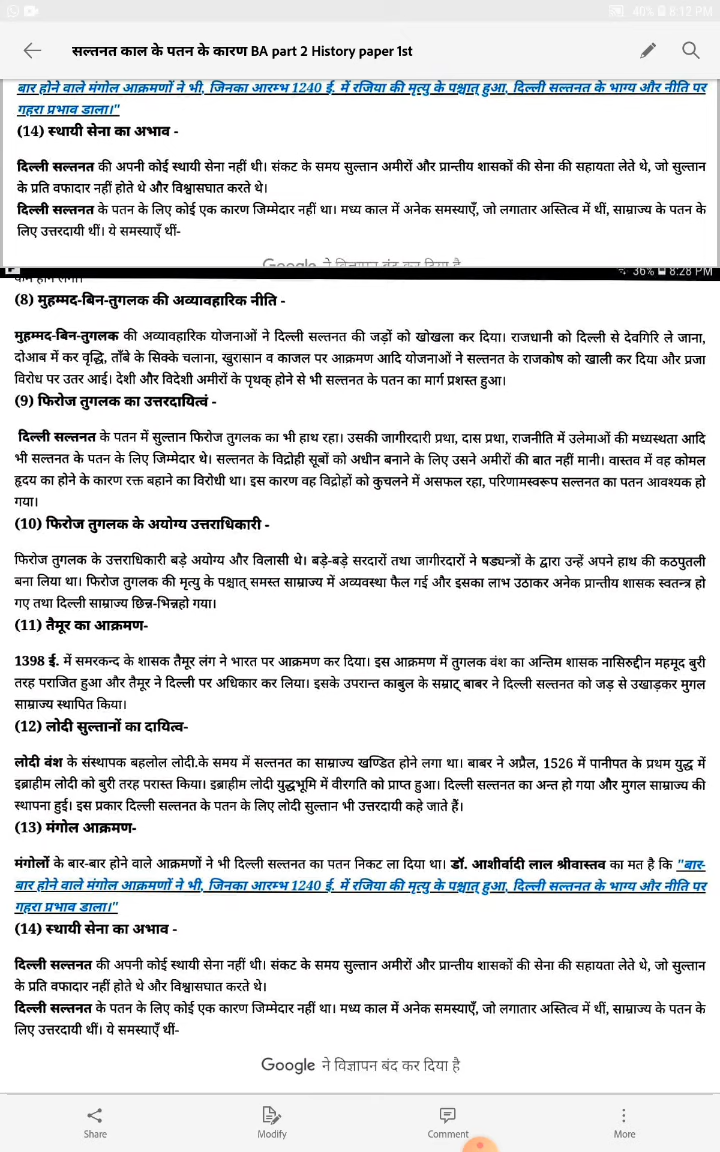 40% 8:12 PM
सल्तनत काल के पतन के कारण BA part 2 History paper 1st
बार होने वाले मंगोल आक्रमणों ने भी, जिनका आरम्भ 1240 ई. में रजिया की मृत्यु के पश्चात् हुआ, दिल्ली सल्तनत के भाग्य और नीति पर
गहरा प्रभाव डाला।"
(14) स्थायी सेना का अभाव -
दिल्ली सल्तनत की अपनी कोई स्थायी सेना नहीं थी। संकट के समय सुल्तान अमीरों और प्रान्तीय शासकों की सेना की सहायता लेते थे, जो सुल्तान
के प्रति वफादार नहीं होते थे और विश्वासघात करते थे।
दिल्ली सल्तनत के पतन के लिए कोई एक कारण जिम्मेदार नहीं था। मध्य काल में अनेक समस्याएँ, जो लगातार अस्तित्व में थीं, साम्राज्य के पतन के
लिए उत्तरदायी थीं। ये समस्याएँ थीं-
Google ने विज्ञापन बंद कर दिया है
36% 8:28 PM
(8) मुहम्मद-बिन-तुगलक की अव्यावहारिक नीति -
मुहम्मद-बिन-तुगलक की अव्यावहारिक योजनाओं ने दिल्ली सल्तनत की जड़ों को खोखला कर दिया। राजधानी को दिल्ली से देवगिरि ले जाना,
दोआब में कर वृद्धि, ताँबे के सिक्के चलाना, खुरासान व काजल पर आक्रमण आदि योजनाओं ने सल्तनत के राजकोष को खाली कर दिया और प्रजा
विरोध पर उतर आई। देशी और विदेशी अमीरों के पृथक् होने से भी सल्तनत के पतन का मार्ग प्रशस्त हुआ।
(9) फिरोज तुगलक का उत्तरदायित्वं -
दिल्ली सल्तनत के पतन में सुल्तान फिरोज तुगलक का भी हाथ रहा। उसकी जागीरदारी प्रथा, दास प्रथा, राजनीति में उलेमाओं की मध्यस्थता आदि
भी सल्तनत के पतन के लिए जिम्मेदार थे। सल्तनत के विद्रोही सूबों को अधीन बनाने के लिए उसने अमीरों की बात नहीं मानी। वास्तव में वह कोमल
हृदय का होने के कारण रक्त बहाने का विरोधी था। इस कारण वह विद्रोहों को कुचलने में असफल रहा, परिणामस्वरूप सल्तनत का पतन आवश्यक हो
गया।
(10) फिरोज तुगलक के अयोग्य उत्तराधिकारी -
फिरोज तुगलक के उत्तराधिकारी बड़े अयोग्य और विलासी थे। बड़े-बड़े सरदारों तथा जागीरदारों ने षड्यन्त्रों के द्वारा उन्हें अपने हाथ की कठपुतली
बना लिया था। फिरोज तुगलक की मृत्यु के पश्चात् समस्त साम्राज्य में अव्यवस्था फैल गई और इसका लाभ उठाकर अनेक प्रान्तीय शासक स्वतन्त्र हो
गए तथा दिल्ली साम्राज्य छिन्न-भिन्नहो गया।
(11) तैमूर का आक्रमण-
1398 ई. में समरकन्द के शासक तैमूर लंग ने भारत पर आक्रमण कर दिया। इस आक्रमण में तुगलक वंश का अन्तिम शासक नासिरुद्दीन महमूद बुरी
तरह पराजित हुआ और तैमूर ने दिल्ली पर अधिकार कर लिया। इसके उपरान्त काबुल के सम्राट् बाबर ने दिल्ली सल्तनत को जड़ से उखाड़कर मुगल
साम्राज्य स्थापित किया।
(12) लोदी सुल्तानों का दायित्व-
लोदी वंश के संस्थापक बहलोल लोदी.के समय में सल्तनत का साम्राज्य खण्डित होने लगा था। बाबर ने अप्रैल, 1526 में पानीपत के प्रथम युद्ध में
इब्राहीम लोदी को बुरी तरह परास्त किया। इब्राहीम लोदी युद्धभूमि में वीरगति को प्राप्त हुआ। दिल्ली सल्तनत का अन्त हो गया और मुगल साम्राज्य की
स्थापना हुई। इस प्रकार दिल्ली सल्तनत के पतन के लिए लोदी सुल्तान भी उत्तरदायी कहे जाते हैं।
(13) मंगोल आक्रमण-
मंगोलों के बार-बार होने वाले आक्रमणों ने भी दिल्ली सल्तनत का पतन निकट ला दिया था। डॉ. आशीर्वादी लाल श्रीवास्तव का मत है कि "बार-
बार होने वाले मंगोल आक्रमणों ने भी, जिनका आरम्भ 1240 ई. में रजिया की मृत्यु के पश्चात् हुआ, दिल्ली सल्तनत के भाग्य और नीति पर
गहरा प्रभाव डाला।"
(14) स्थायी सेना का अभाव -
दिल्ली सल्तनत की अपनी कोई स्थायी सेना नहीं थी। संकट के समय सुल्तान अमीरों और प्रान्तीय शासकों की सेना की सहायता लेते थे, जो सुल्तान
के प्रति वफादार नहीं होते थे और विश्वासघात करते थे।
दिल्ली सल्तनत के पतन के लिए कोई एक कारण जिम्मेदार नहीं था। मध्य काल में अनेक समस्याएँ, जो लगातार अस्तित्व में थीं, साम्राज्य के पतन के
लिए उत्तरदायी थीं। ये समस्याएँ थीं-
Google ने विज्ञापन बंद कर दिया है
Share Modify Comment More